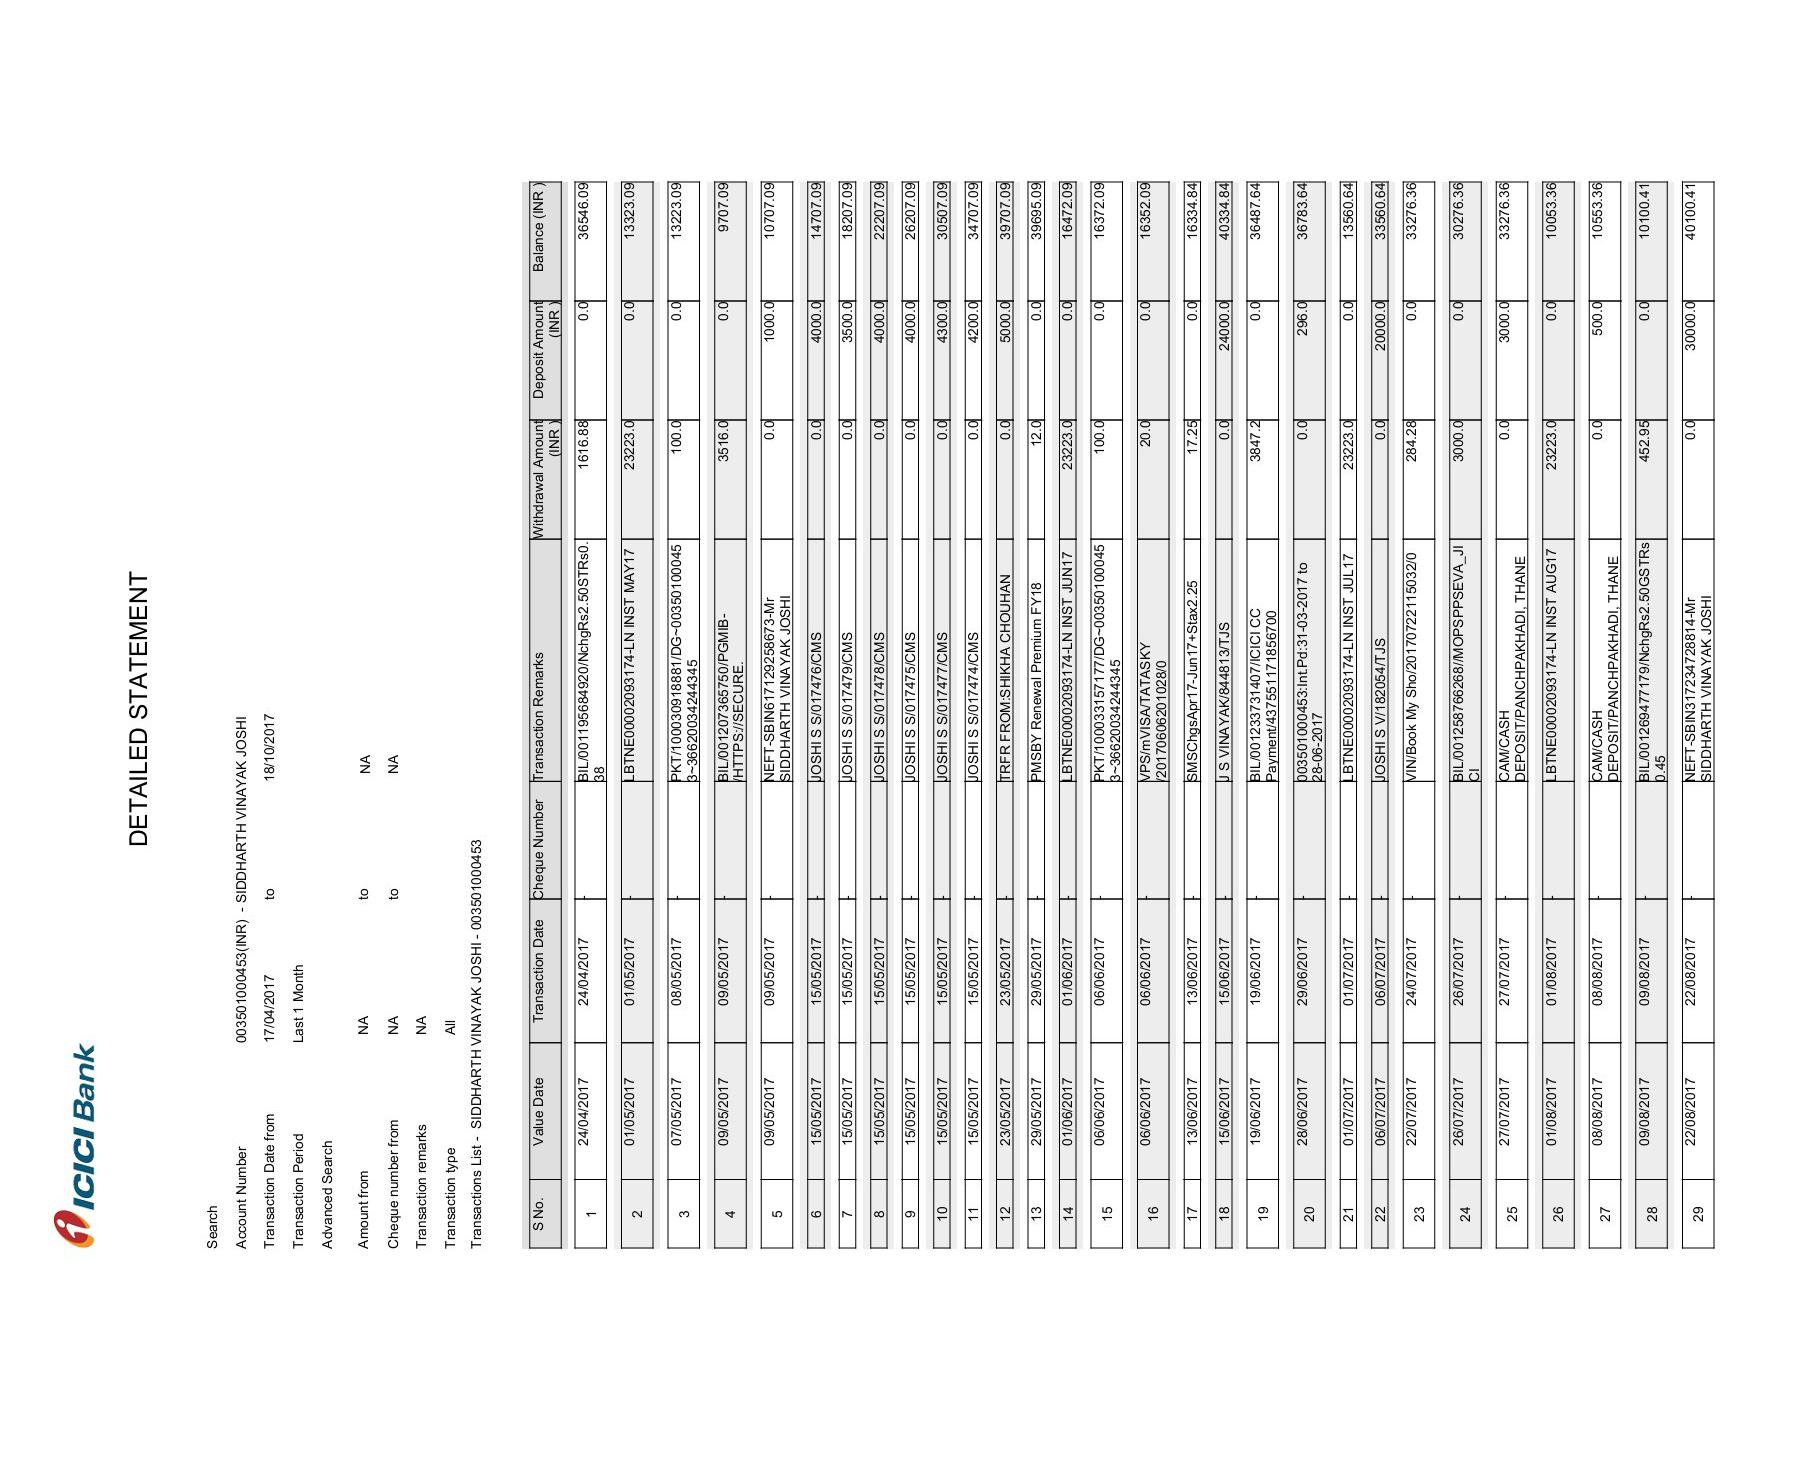 ICICI Bank
DETAILED STATEMENT
Search
Account Number 003501000453(INR) - SIDDHARTH VINAYAK JOSHI
Transaction Date from 17/04/2017 to 18/10/2017
Transaction Period Last 1 Month
Advanced Search
Amount from NA to NA
Cheque number from NA to NA
Transaction remarks NA
Transaction type All
Transactions List - SIDDHARTH VINAYAK JOSHI - 003501000453
S No. Value Date Transaction Date Cheque Number Transaction Remarks Withdrawal Amount Deposit Amount Balance (INR )
(INR ) (INR )
1 24/04/2017 24/04/2017 - BIL/001195684920/NchgRs2.50STRs0. 1616.88 0.0 36546.09
38
2 01/05/2017 01/05/2017 - LBTNE00002093174-LN INST MAY17 23223.0 0.0 13323.09
3 07/05/2017 08/05/2017 - PKT/100030918881/DG~00350100045 100.0 0.0 13223.09
3~366200342443​45
4 09/05/2017 09/05/2017 - BIL/001207365750/PGMIB- 3516.0 0.0 9707.09
/HTTPS://SECURE.
5 09/05/2017 09/05/2017 - NEFT-SBIN617129258673-Mr 0.0 1000.0 10707.09
SIDDHARTH VINAYAK JOSHI
6 15/05/2017 15/05/2017 - JOSHI S S/017476/CMS 0.0 4000.0 14707.09
7 15/05/2017 15/05/2017 - JOSHI S S/017479/CMS 0.0 3500.0 18207.09
8 15/05/2017 15/05/2017 - JOSHI S S/017478/CMS 0.0 4000.0 22207.09
9 15/05/2017 15/05/2017 - JOSHI S S/017475/CMS 0.0 4000.0 26207.09
10 15/05/2017 15/05/2017 - JOSHI S S/017477/CMS 0.0 4300.0 30507.09
11 15/05/2017 15/05/2017 - JOSHI S S/017474/CMS 0.0 4200.0 34707.09
12 23/05/2017 23/05/2017 - TRFR FROM:SHIKHA CHOUHAN 0.0 5000.0 39707.09
13 29/05/2017 29/05/2017 - PMSBY Renewal Premium FY18 12.0 0.0 39695.09
14 01/06/2017 01/06/2017 - LBTNE00002093174-LN INST JUN17 23223.0 0.0 16472.09
15 06/06/2017 06/06/2017 - PKT/100033157177/DG~00350100045 100.0 0.0 16372.09
3~36620034244345
16 06/06/2017 06/06/2017 - VPS/mVISA/TATASKY 20.0 0.0 16352.09
/20170606201028/0
17 13/06/2017 13/06/2017 - SMSChgsApr17-Jun17+Stax2.25 17.25 0.0 16334.84
18 15/06/2017 15/06/2017 - J S VINAYAK/844813/TJS 0.0 24000.0 40334.84
19 19/06/2017 19/06/2017 - BIL/001233731407/ICICI CC 3847.2 0.0 36487.64
Payment/4375511718567​00
20 28/06/2017 29/06/2017 - 003501000453:Int.Pd:31-03-2017 to 0.0 296.0 36783.64
28-06-2017
21 01/07/2017 01/07/2017 - LBTNE00002093174-LN INST JUL17 23223.0 0.0 13560.64
22 06/07/2017 06/07/2017 - JOSHI S V/182054/TJS 0.0 20000.0 33560.64
23 22/07/2017 24/07/2017 - VIN/Book My Sho/20170722115032/0 284.28 0.0 33276.36
24 26/07/2017 26/07/2017 - BIL/001258766268//MOPSPPSEVA_JI 3000.0 0.0 30276.36
CI
25 27/07/2017 27/07/2017 - CAM/CASH 0.0 3000.0 33276.36
DEPOSIT/PANCHPAKHADI, THANE
26 01/08/2017 01/08/2017 - LBTNE00002093174-LN INST AUG17 23223.0 0.0 10053.36
27 08/08/2017 08/08/2017 - CAM/CASH 0.0 500.0 10553.36
DEPOSIT/PANCHPAKHADI, THANE
28 09/08/2017 09/08/2017 - BIL/001269477179/NchgRs2.50GSTRs 452.95 0.0 10100.41
0.45
29 22/08/2017 22/08/2017 - NEFT-SBIN317234728814-Mr 0.0 30000.0 40100.41
SIDDHARTH VINAYAK JOSHI